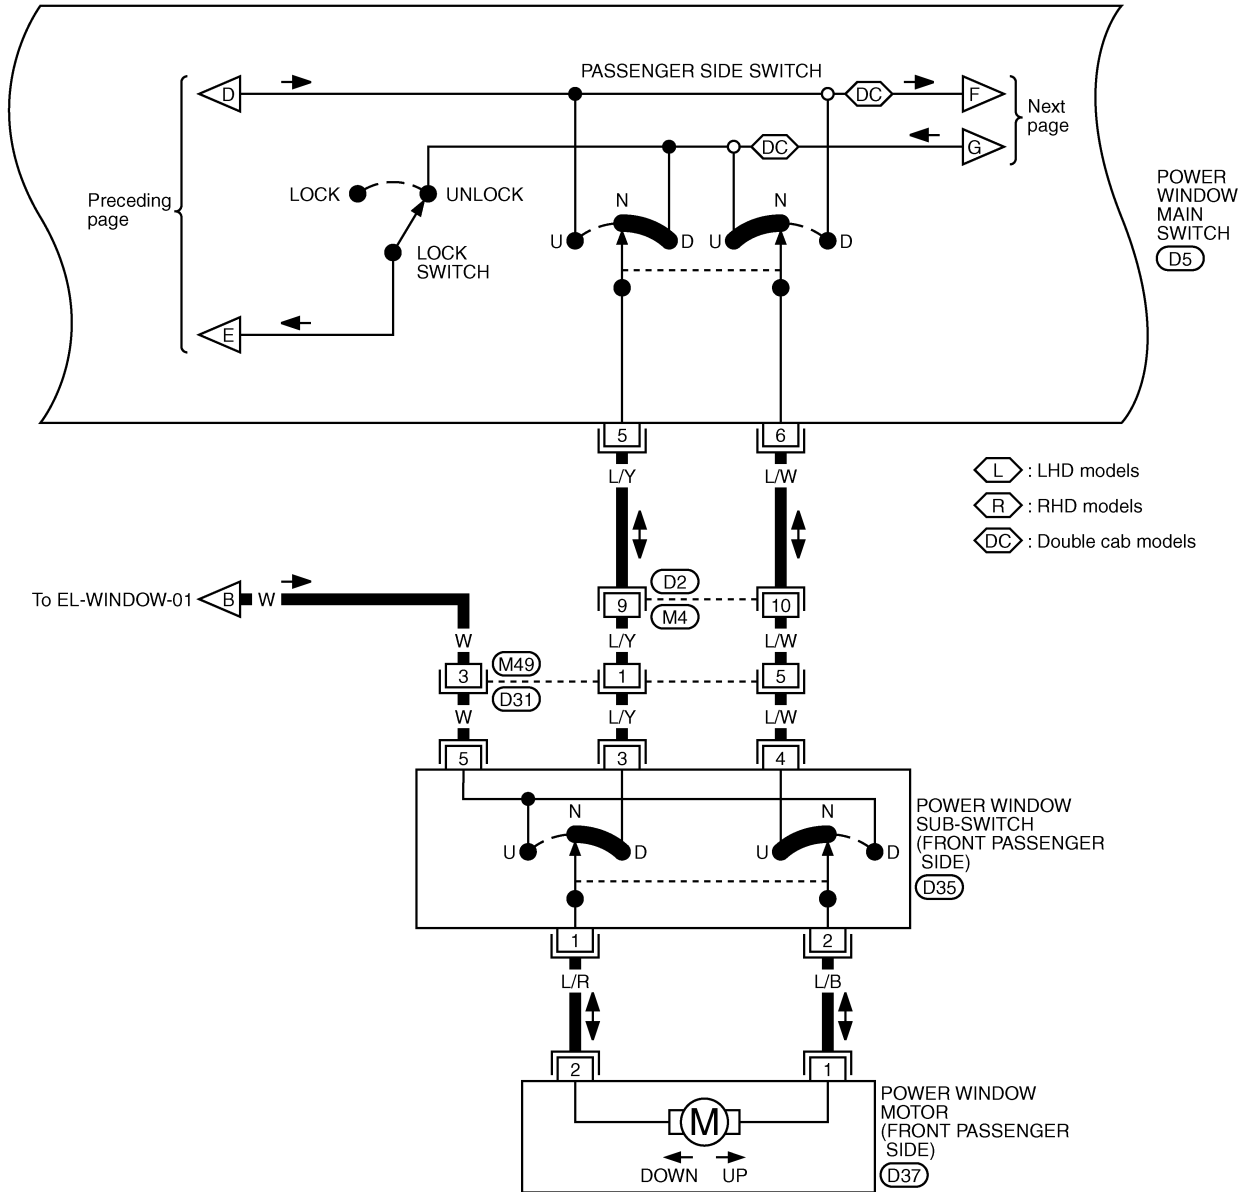 PASSENGER SIDE SWITCH
D
DC
F
Next
page
DC
G
Preceding
page
LOCK
UNLOCK
LOCK
SWITCH
E
N
U
D
N
U
D
POWER
WINDOW
MAIN
SWITCH
D5
5
6
L/Y
L/W
L : LHD models
R : RHD models
DC : Double cab models
To EL-WINDOW-01
B
W
D2
9
10
M4
W
L/Y
L/W
3
M49
1
5
D31
W
L/Y
L/W
5
3
4
N
U
D
N
U
D
POWER WINDOW
SUB-SWITCH
(FRONT PASSENGER
SIDE)
D35
1
2
L/R
L/B
2
1
M
DOWN
UP
POWER WINDOW
MOTOR
(FRONT PASSENGER
SIDE)
D37